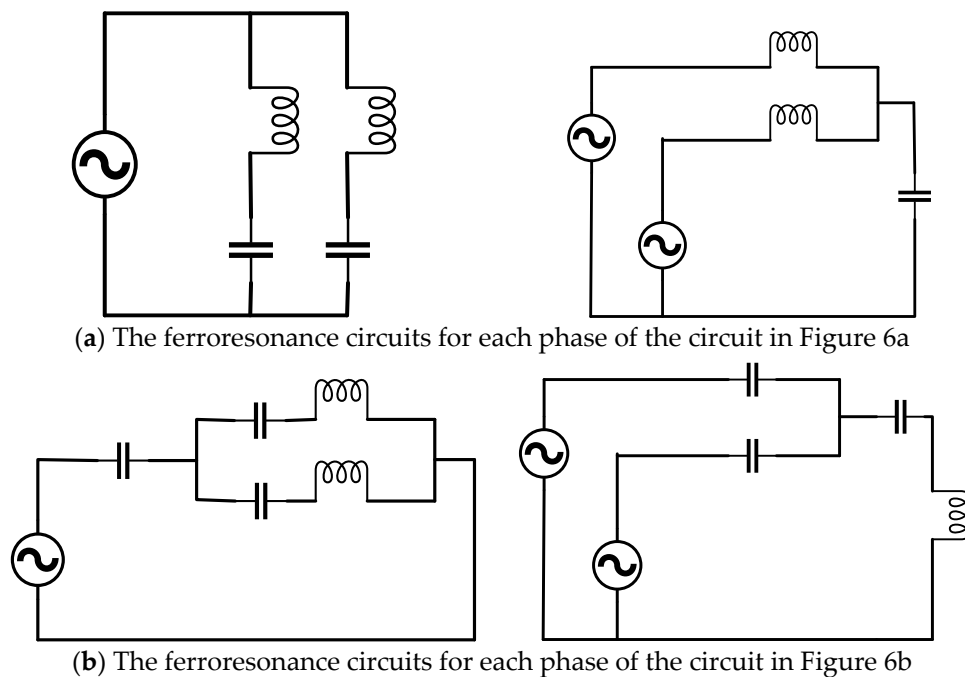 (a) The ferroresonance circuits for each phase of the circuit in Figure 6a
(b) The ferroresonance circuits for each phase of the circuit in Figure 6b